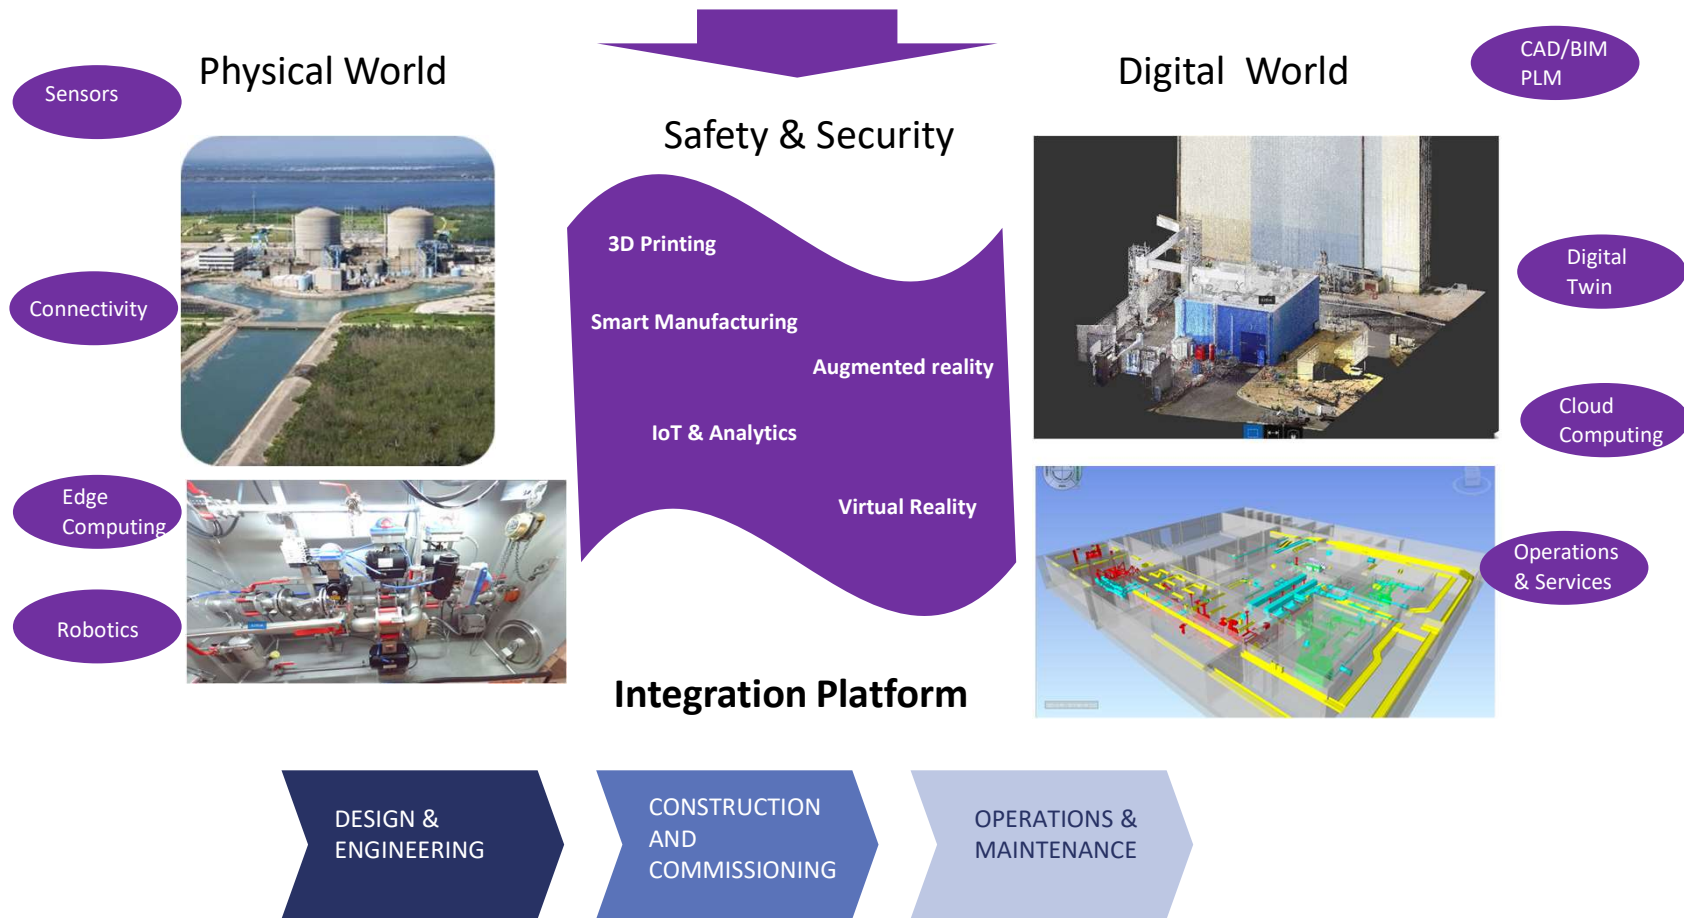 Physical World
Digital  World
CAD/BIM
PLM
Sensors
Safety & Security
3D Printing
Smart Manufacturing
Augmented reality
IoT & Analytics
Virtual Reality
Connectivity
Edge
Computing
Robotics
Digital
Twin
Cloud
Computing
Operations
& Services
Integration Platform
DESIGN &
ENGINEERING
CONSTRUCTION
AND
COMMISSIONING
OPERATIONS &
MAINTENANCE